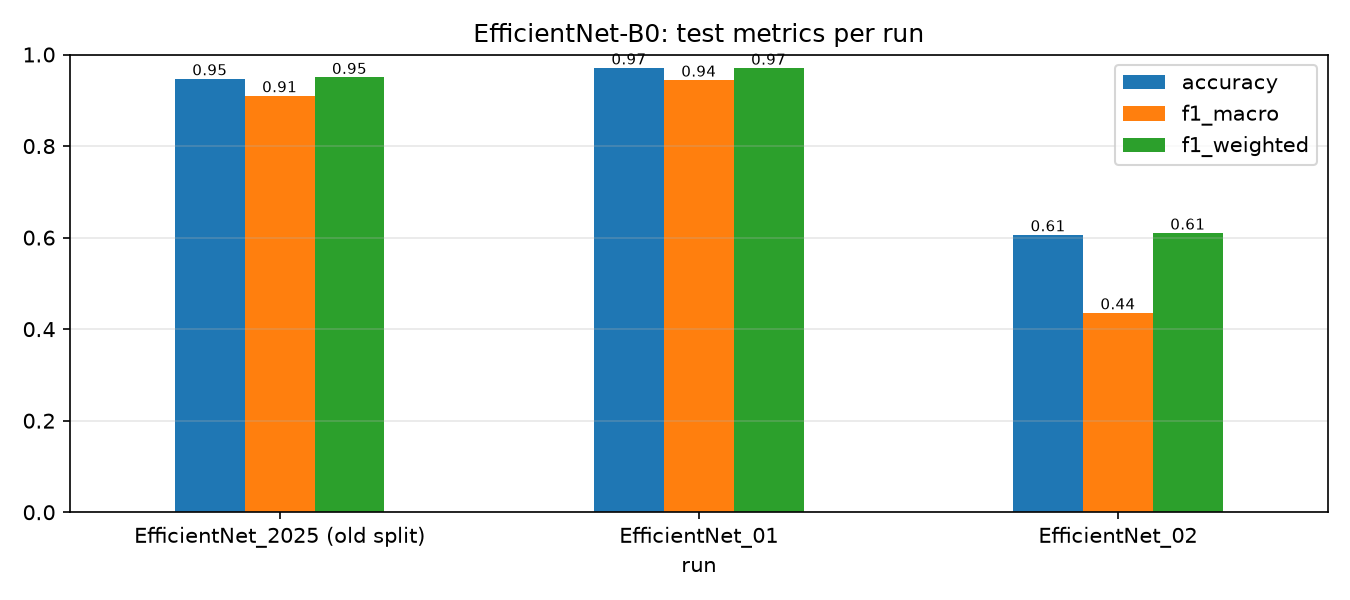 EfficientNet-B0: test metrics per run
1.0
0.8
0.6
0.4
0.2
0.0
0.95
0.91
0.95
0.97
0.94
0.97
0.61
0.44
0.61
accuracy
f1_macro
f1_weighted
EfficientNet_2025 (old split)
EfficientNet_01
EfficientNet_02
run